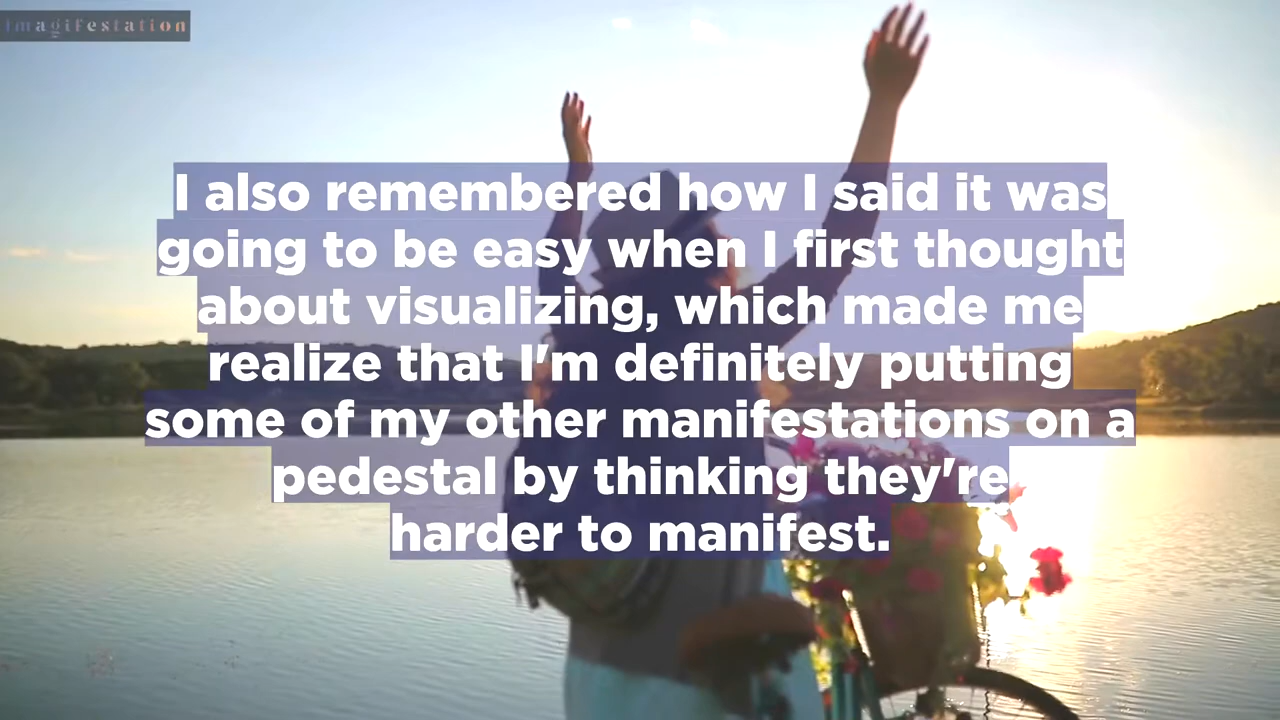 imagifestation
I also remembered how I said it was
going to be easy when I first thought
about visualizing, which made me
realize that I'm definitely putting
some of my other manifestations on a
pedestal by thinking they're
harder to manifest.